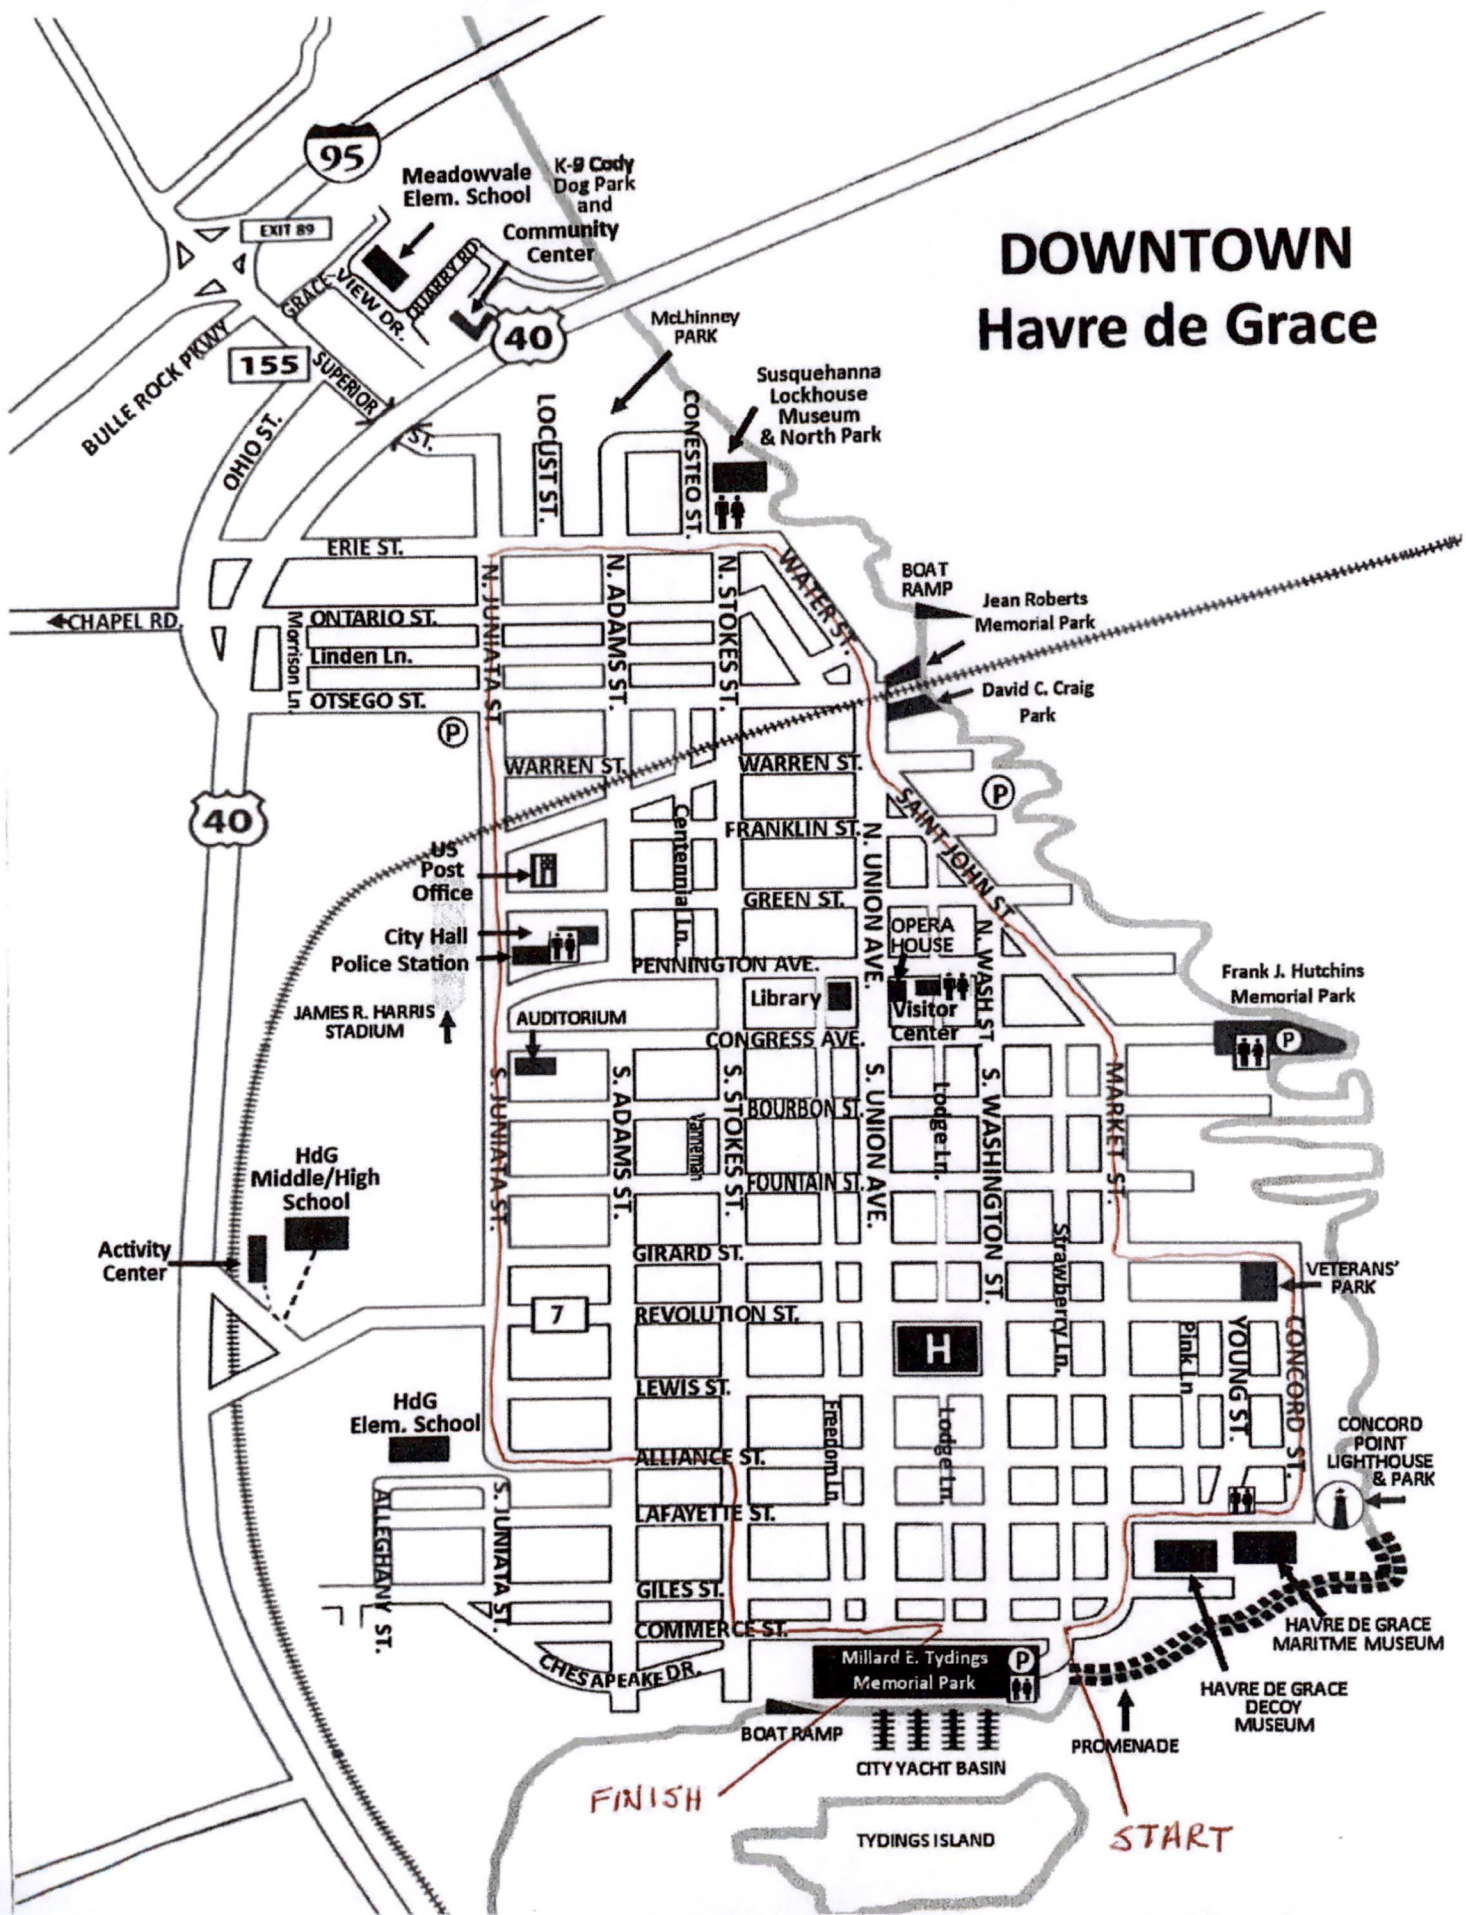 DOWNTOWN
Havre de Grace
95
EXIT 89
Meadowvale
Elem. School
K-9 Cody
Dog Park
and
Community
Center
QUARRY RD
GRACE
VIEW DR.
40
155
BULLE ROCK PKWY
SUPERIOR
ST.
OHIO ST.
McLhinney
PARK
Susquehanna
Lockhouse
Museum
& North Park
LOCUST ST.
CONESTEO ST.
ERIE ST.
CHAPEL RD.
ONTARIO ST.
Morrison Ln.
Linden Ln.
OTSEGO ST.
P
N. JUNIATA ST.
N. ADAMS ST.
N. STOKES ST.
WATER ST.
BOAT
RAMP
Jean Roberts
Memorial Park
David C. Craig
Park
WARREN ST.
WARREN ST.
P
40
SAINT JOHN ST.
FRANKLIN ST.
Centennial Ln.
N. UNION AVE.
US
Post
Office
GREEN ST.
City Hall
Police Station
OPERA
HOUSE
N. WASH ST.
PENNINGTON AVE.
Library
Visitor
Center
Frank J. Hutchins
Memorial Park
P
JAMES R. HARRIS
STADIUM
AUDITORIUM
CONGRESS AVE.
S. JUNIATA ST.
S. ADAMS ST.
Vanneman
S. STOKES ST.
BOURBON ST.
S. UNION AVE.
Lodge Ln.
S. WASHINGTON ST.
MARKET ST.
FOUNTAIN ST.
HdG
Middle/High
School
Activity
Center
GIRARD ST.
Strawberry Ln.
VETERANS'
PARK
7
REVOLUTION ST.
H
Pink Ln
YOUNG ST.
CONCORD ST.
LEWIS ST.
HdG
Elem. School
Freedom Ln.
Lodge Ln.
CONCORD
POINT
LIGHTHOUSE
& PARK
ALLIANCE ST.
ALLEGHANY ST.
S. JUNIATA ST.
LAFAYETTE ST.
GILES ST.
COMMERCE ST.
CHESAPEAKE DR.
Millard E. Tydings
Memorial Park
P
HAVRE DE GRACE
MARITME MUSEUM
HAVRE DE GRACE
DECOY
MUSEUM
PROMENADE
BOAT RAMP
CITY YACHT BASIN
FINISH
START
TYDINGS ISLAND